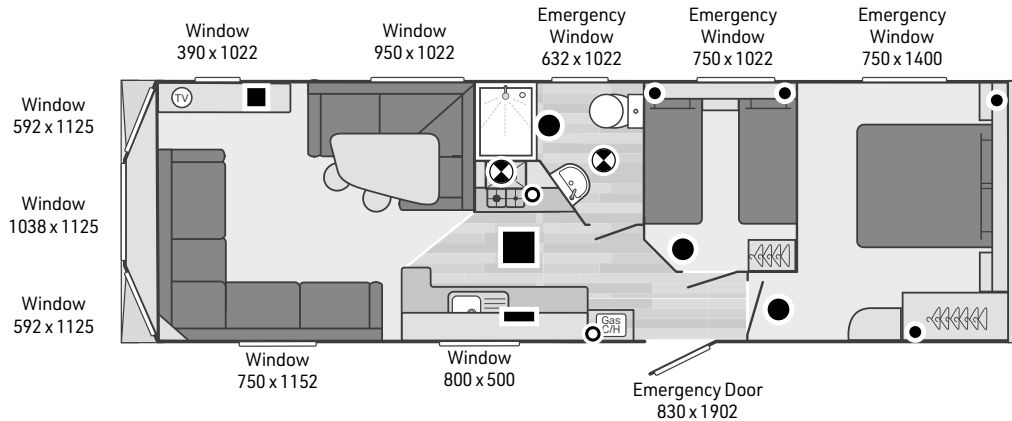 Window
390 x 1022
Window
950 x 1022
Emergency
Window
632 x 1022
Emergency
Window
750 x 1022
Emergency
Window
750 x 1400
Window
592 x 1125
TV
Window
1038 x 1125
Window
592 x 1125
Gas
C/H
Window
750 x 1152
Window
800 x 500
Emergency Door
830 x 1902